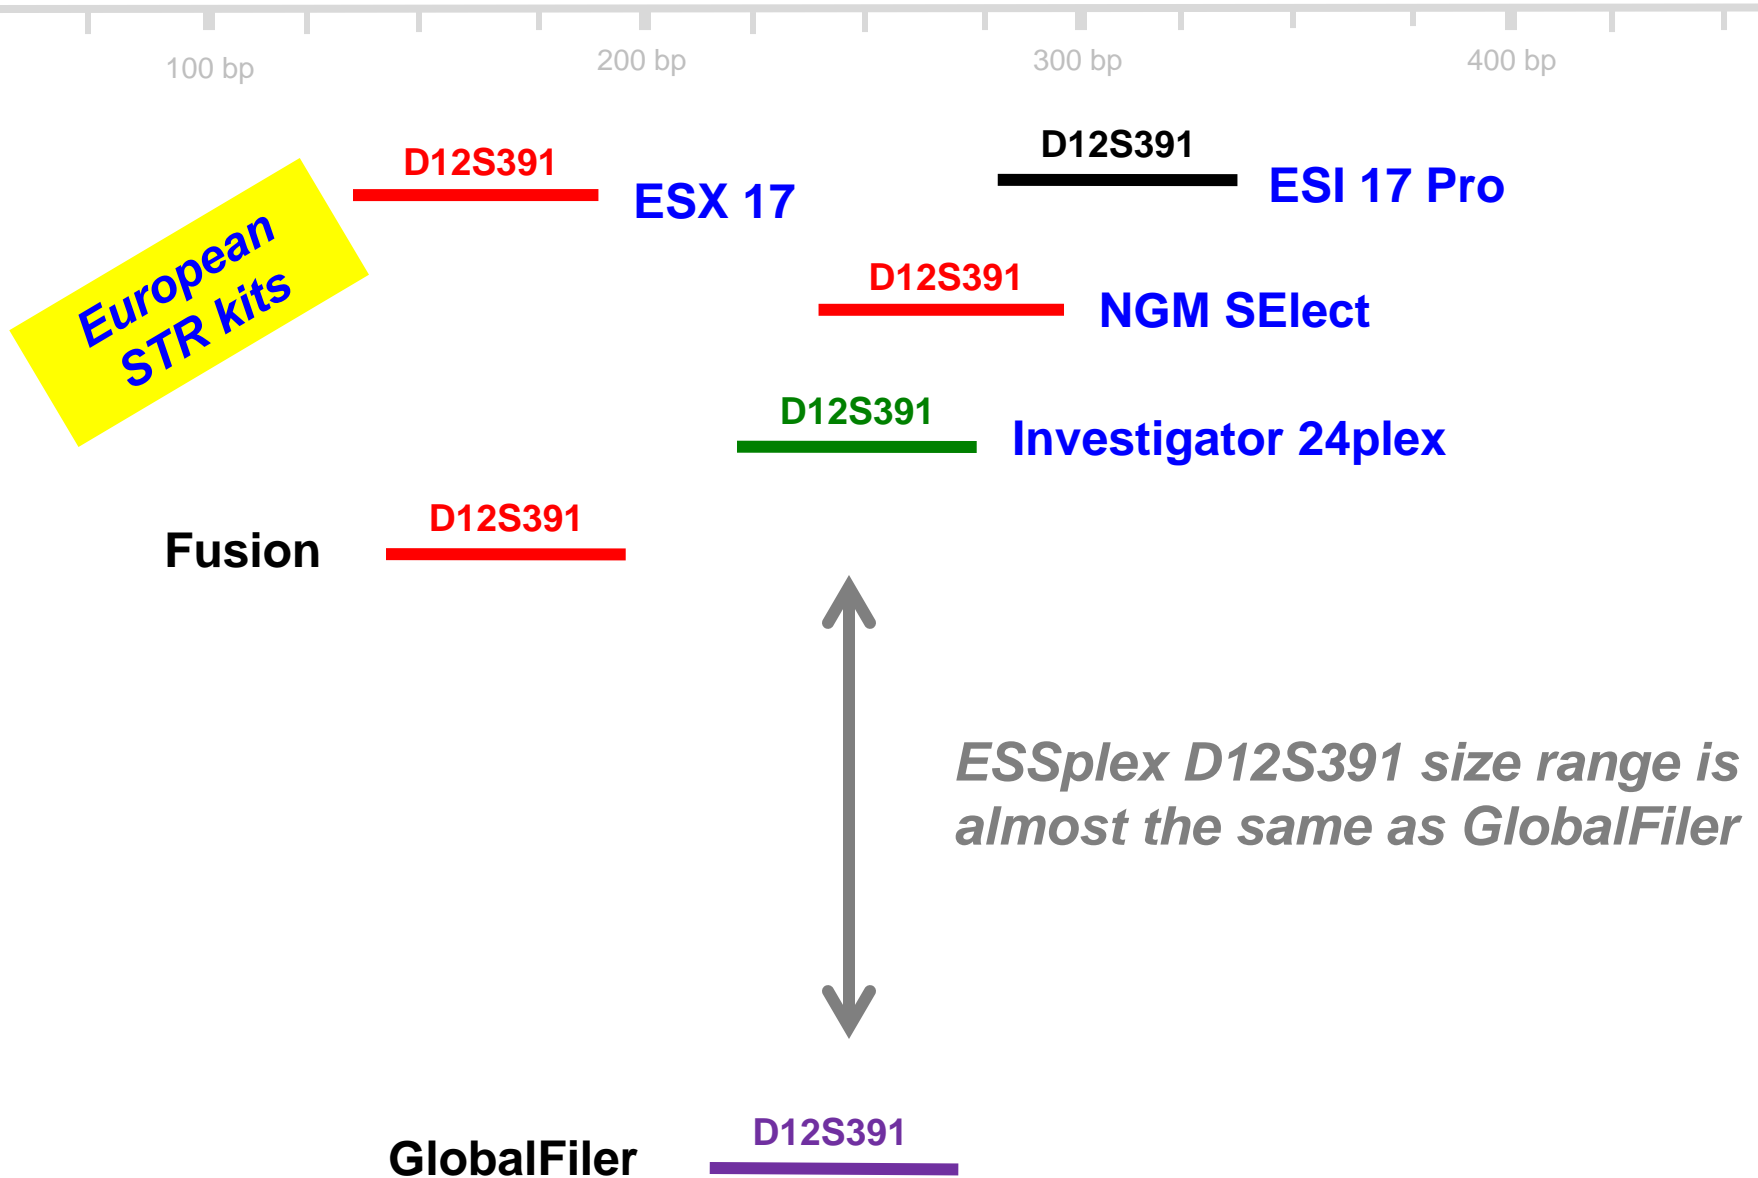 100 bp
200 bp
300 bp
400 bp
D12S391
ESX 17
D12S391
ESI 17 Pro
European
STR kits
D12S391
NGM SElect
D12S391
Investigator 24plex
Fusion
D12S391
ESSplex D12S391 size range is
almost the same as GlobalFiler
GlobalFiler
D12S391